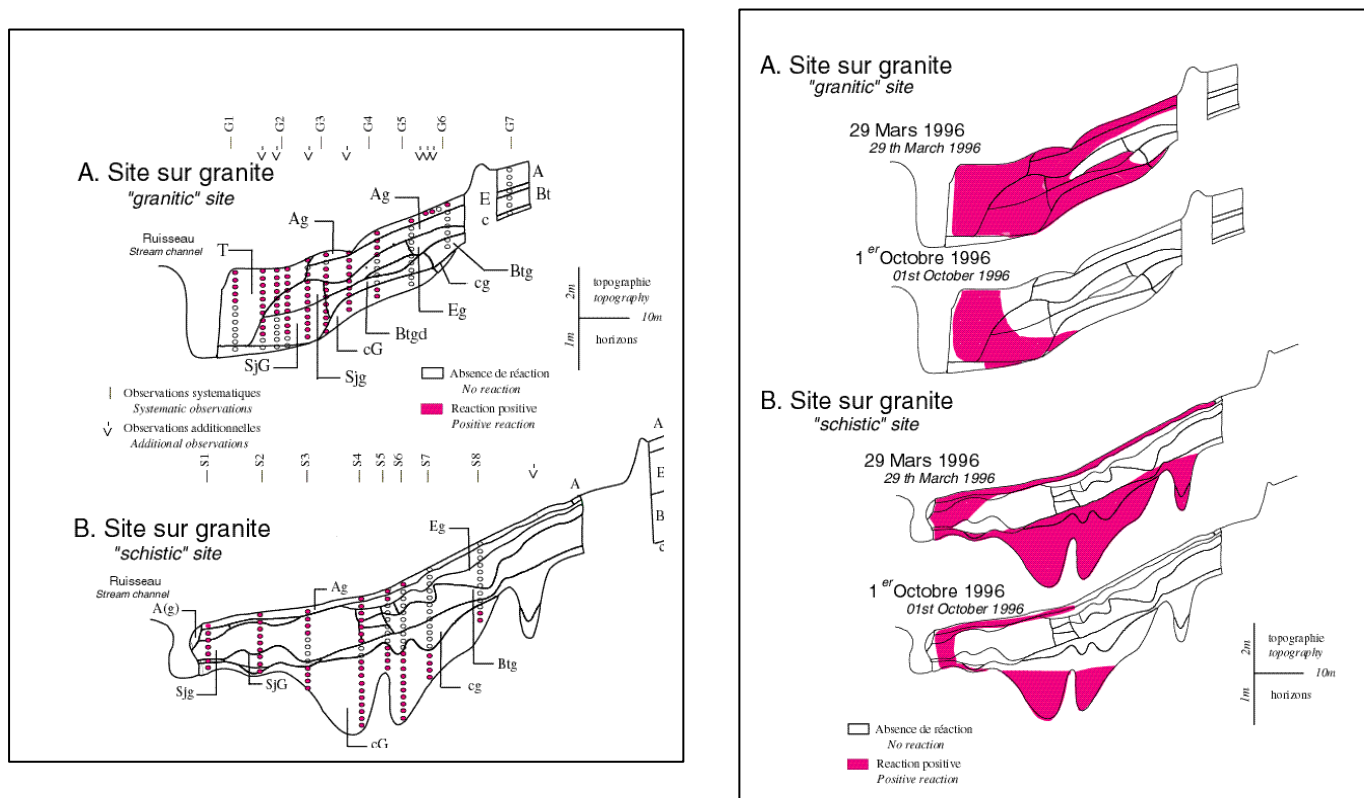 G1
G2
G3
G4
G5
G6
G7
A. Site sur granite
"granitic" site
A
E
Bt
c
Ag
Ag
Ruisseau
Stream channel
T
Btg
cg
Eg
Btgd
cG
SjG
Sjg
2m
topographie
topography
10m
1m
horizons
Absence de réaction
No reaction
Reaction positive
Positive reaction
Observations systematiques
Systematic observations
Observations additionnelles
Additional observations
S1
S2
S3
S4
S5
S6
S7
S8
A
E
B
c
A
B. Site sur granite
"schistic" site
Eg
Ruisseau
Stream channel
Ag
A(g)
Sjg
SjG
Btg
cg
cG
A. Site sur granite
"granitic" site
29 Mars 1996
29 th March 1996
1er Octobre 1996
01st October 1996
B. Site sur granite
"schistic" site
29 Mars 1996
29 th March 1996
1er Octobre 1996
01st October 1996
2m
topographie
topography
10m
1m
horizons
Absence de réaction
No reaction
Reaction positive
Positive reaction